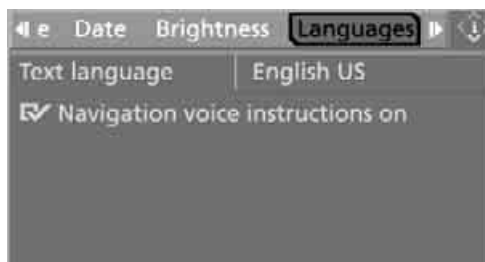 e Date Brightness Languages
Text language English US
Navigation voice instructions on